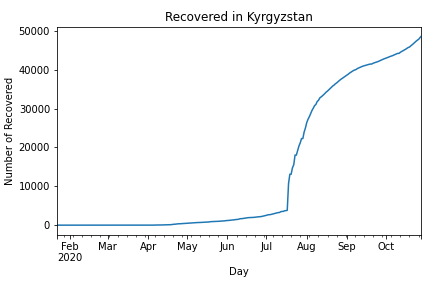 Recovered in Kyrgyzstan
Number of Recovered
50000
40000
30000
20000
10000
0
Feb Mar Apr May Jun Jul Aug Sep Oct
2020
Day